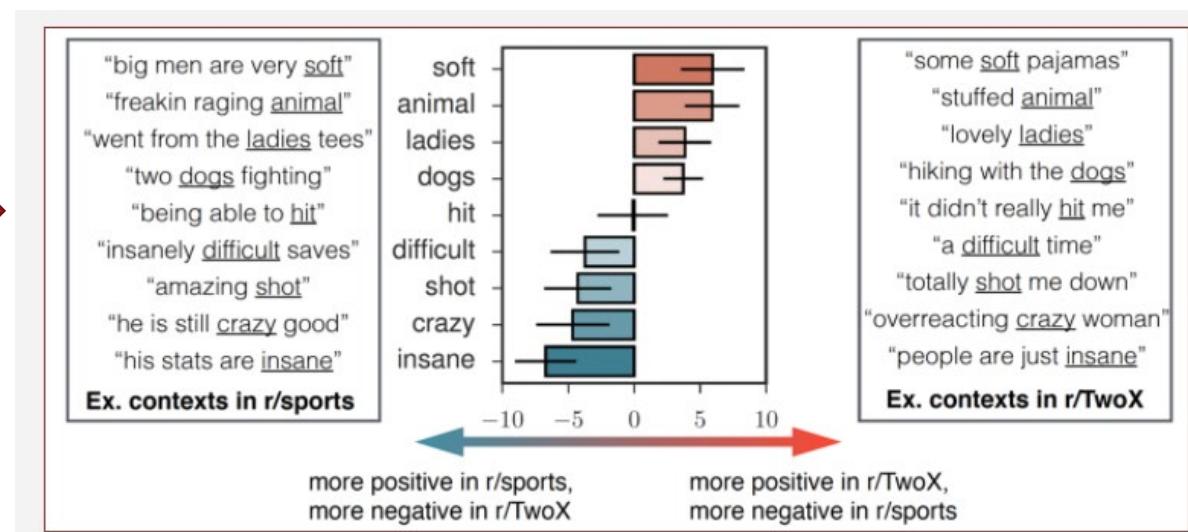 “big men are very soft”
“freakin raging animal”
“went from the ladies tees”
“two dogs fighting”
“being able to hit”
“insanely difficult saves”
“amazing shot”
“he is still crazy good”
“his stats are insane”
Ex. contexts in r/sports
soft
animal
ladies
dogs
hit
difficult
shot
crazy
insane
−10 −5 0 5 10
more positive in r/sports,
more negative in r/TwoX
more positive in r/TwoX,
more negative in r/sports
“some soft pajamas”
“stuffed animal”
“lovely ladies”
“hiking with the dogs”
“it didn’t really hit me”
“a difficult time”
“totally shot me down”
“overreacting crazy woman”
“people are just insane”
Ex. contexts in r/TwoX